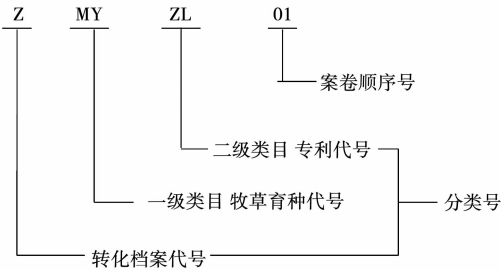 Z MY ZL 01
案卷顺序号
二级类目 专利代号
一级类目 牧草育种代号
分类号
转化档案代号